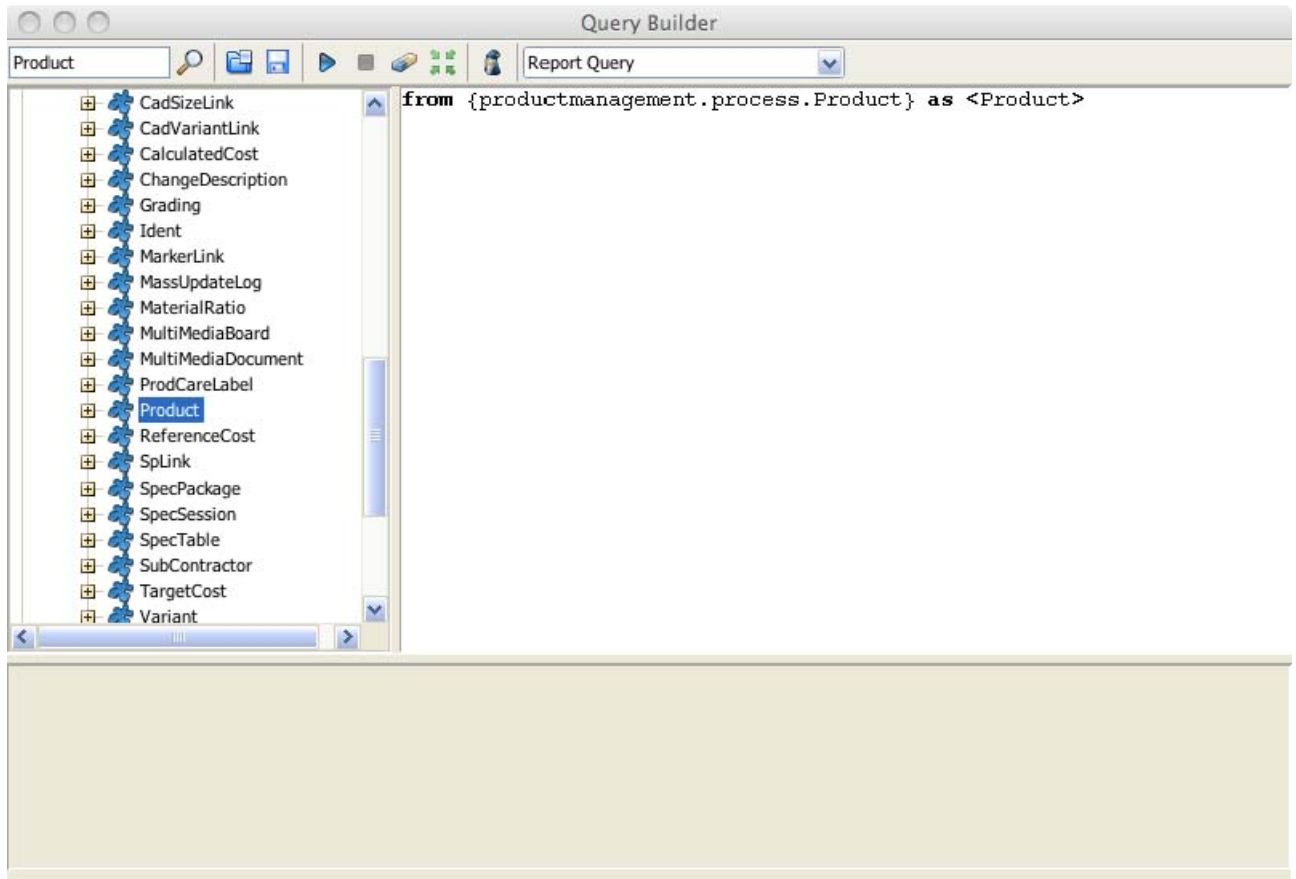 Query Builder
Product
Report Query
CadSizeLink
CadVariantLink
CalculatedCost
ChangeDescription
Grading
Ident
MarkerLink
MassUpdateLog
MaterialRatio
MultiMediaBoard
MultiMediaDocument
ProdCareLabel
Product
ReferenceCost
SpLink
SpecPackage
SpecSession
SpecTable
SubContractor
TargetCost
Variant
from {productmanagement.process.Product} as <Product>